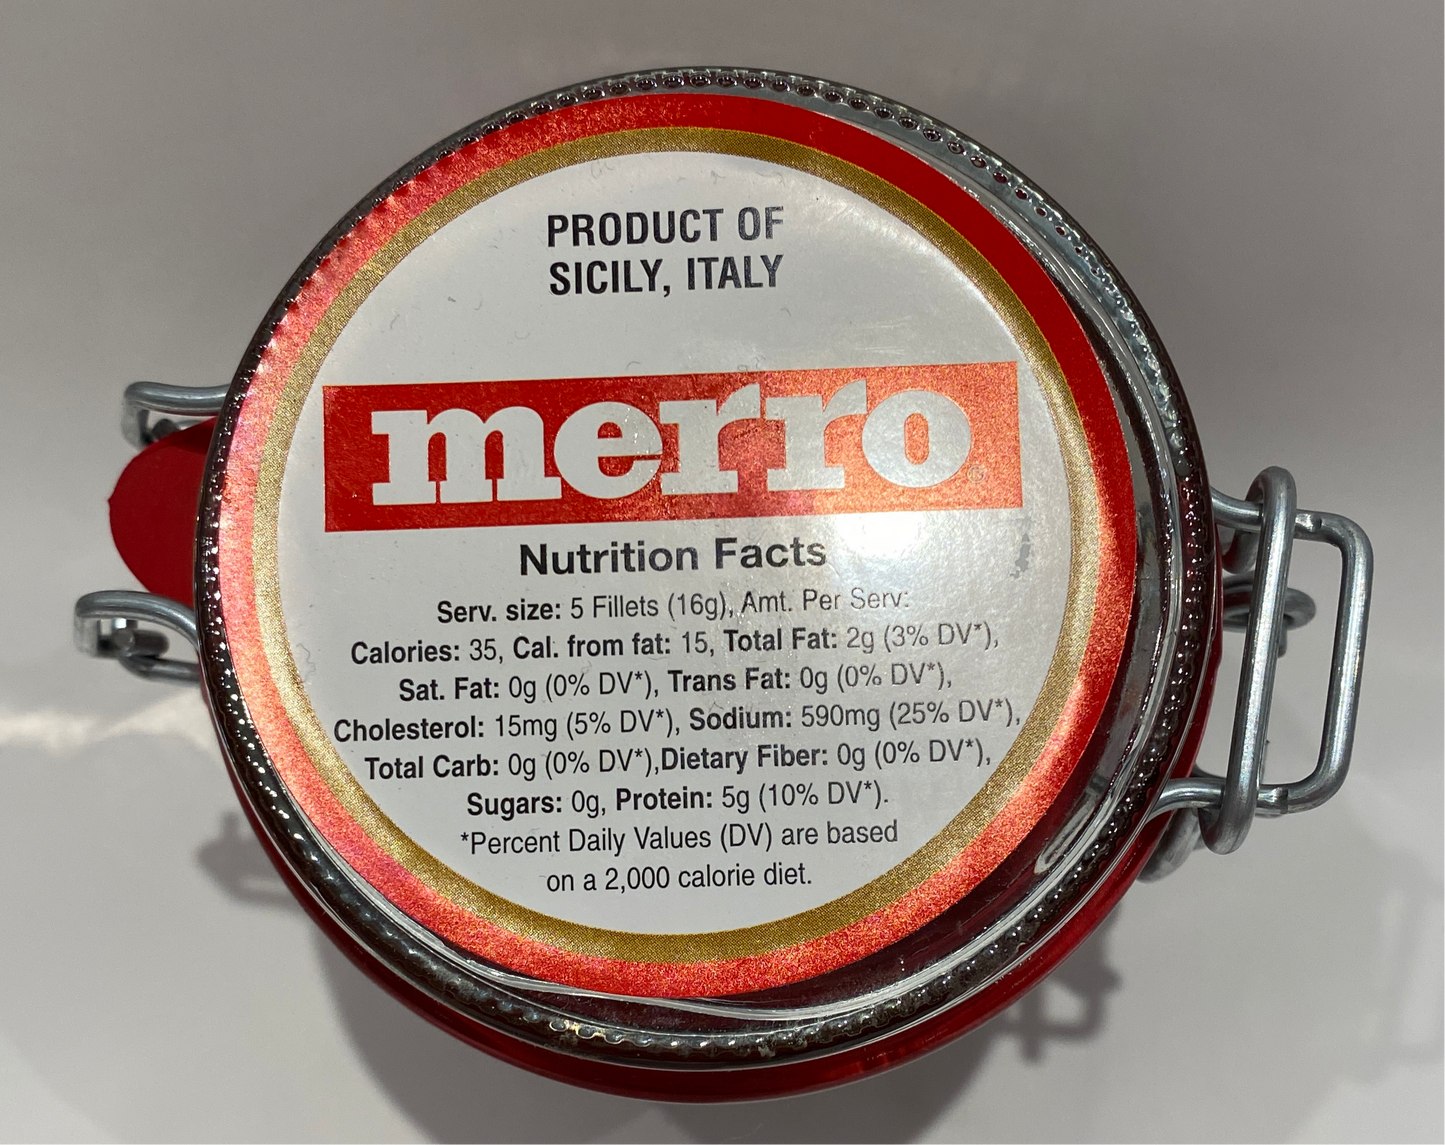 PRODUCT OF
SICILY, ITALY
merro®
Nutrition Facts
Serv. size: 5 Fillets (16g), Amt. Per Serv:
Calories: 35, Cal. from fat: 15, Total Fat: 2g (3% DV*),
Sat. Fat: 0g (0% DV*), Trans Fat: 0g (0% DV*),
Cholesterol: 15mg (5% DV*), Sodium: 590mg (25% DV*),
Total Carb: 0g (0% DV*),Dietary Fiber: 0g (0% DV*),
Sugars: 0g, Protein: 5g (10% DV*).
*Percent Daily Values (DV) are based
on a 2,000 calorie diet.